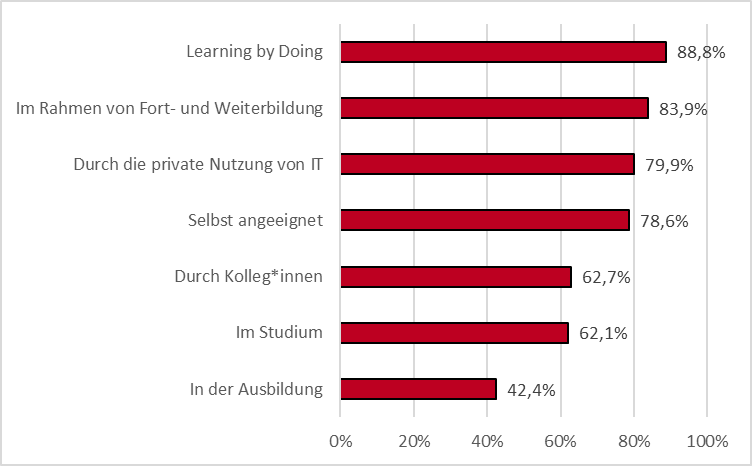 Learning by Doing 88,8%
Im Rahmen von Fort- und Weiterbildung 83,9%
Durch die private Nutzung von IT 79,9%
Selbst angeeignet 78,6%
Durch Kolleg*innen 62,7%
Im Studium 62,1%
In der Ausbildung 42,4%
0% 20% 40% 60% 80% 100%